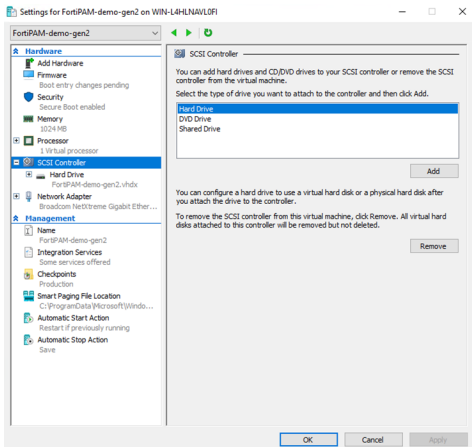 Settings for FortiPAM-demo-gen2 on WIN-L4HLNAVL0FI
FortiPAM-demo-gen2
Hardware
Add Hardware
Firmware
Boot entry changes pending
Security
Secure Boot enabled
Memory
1024 MB
Processor
1 Virtual processor
SCSI Controller
Hard Drive
FortiPAM-demo-gen2.vhdx
Network Adapter
Broadcom NetXtreme Gigabit Ether...
Management
Name
FortiPAM-demo-gen2
Integration Services
Some services offered
Checkpoints
Production
Smart Paging File Location
C:\ProgramData\Microsoft\Windo...
Automatic Start Action
Restart if previously running
Automatic Stop Action
Save
SCSI Controller
You can add hard drives and CD/DVD drives to your SCSI controller or remove the SCSI
controller from the virtual machine.
Select the type of drive you want to attach to the controller and then click Add.
Hard Drive
DVD Drive
Shared Drive
Add
You can configure a hard drive to use a virtual hard disk or a physical hard disk after
you attach the drive to the controller.
To remove the SCSI controller from this virtual machine, click Remove. All virtual hard
disks attached to this controller will be removed but not deleted.
Remove
OK
Cancel
Apply